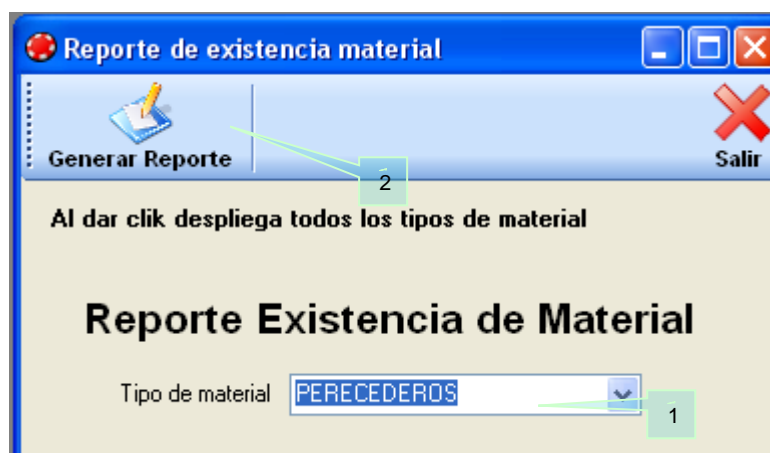 Reporte de existencia material
Generar Reporte
Salir
2
Al dar clik despliega todos los tipos de material
Reporte Existencia de Material
Tipo de material PERECEDEROS
1